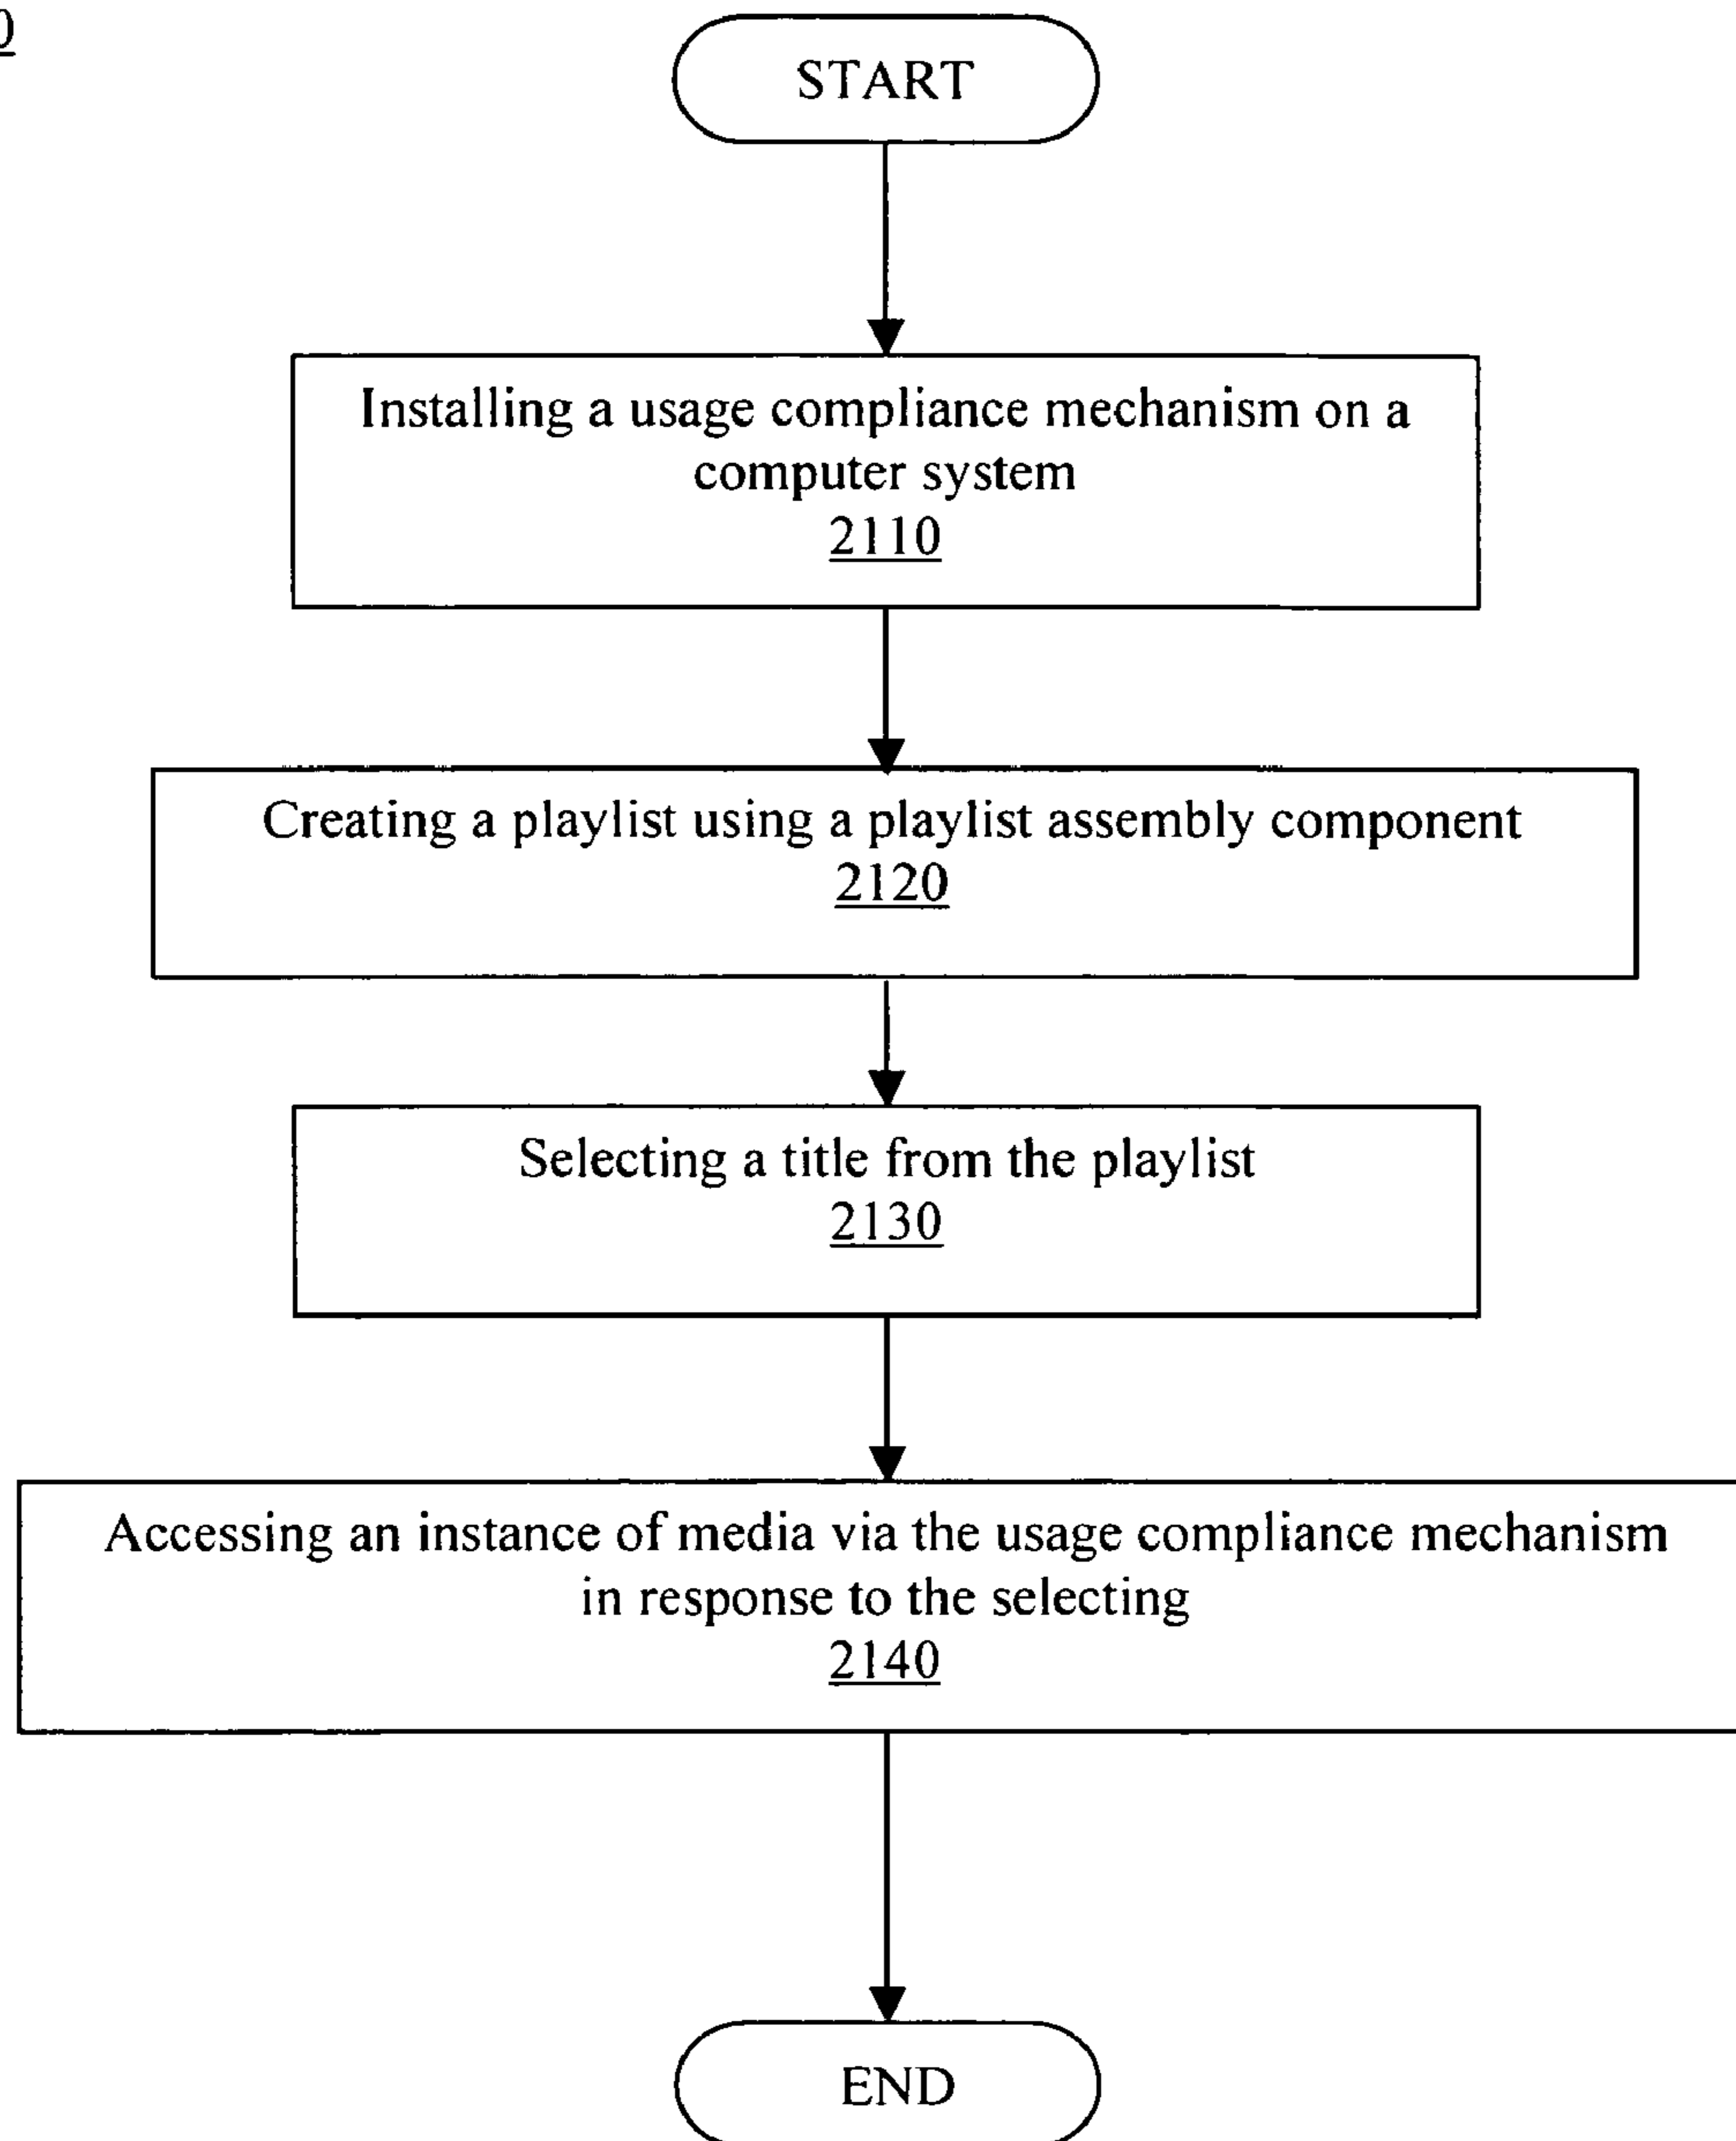 0
START
Installing a usage compliance mechanism on a
computer system
2110
Creating a playlist using a playlist assembly component
2120
Selecting a title from the playlist
2130
Accessing an instance of media via the usage compliance mechanism
in response to the selecting
2140
END